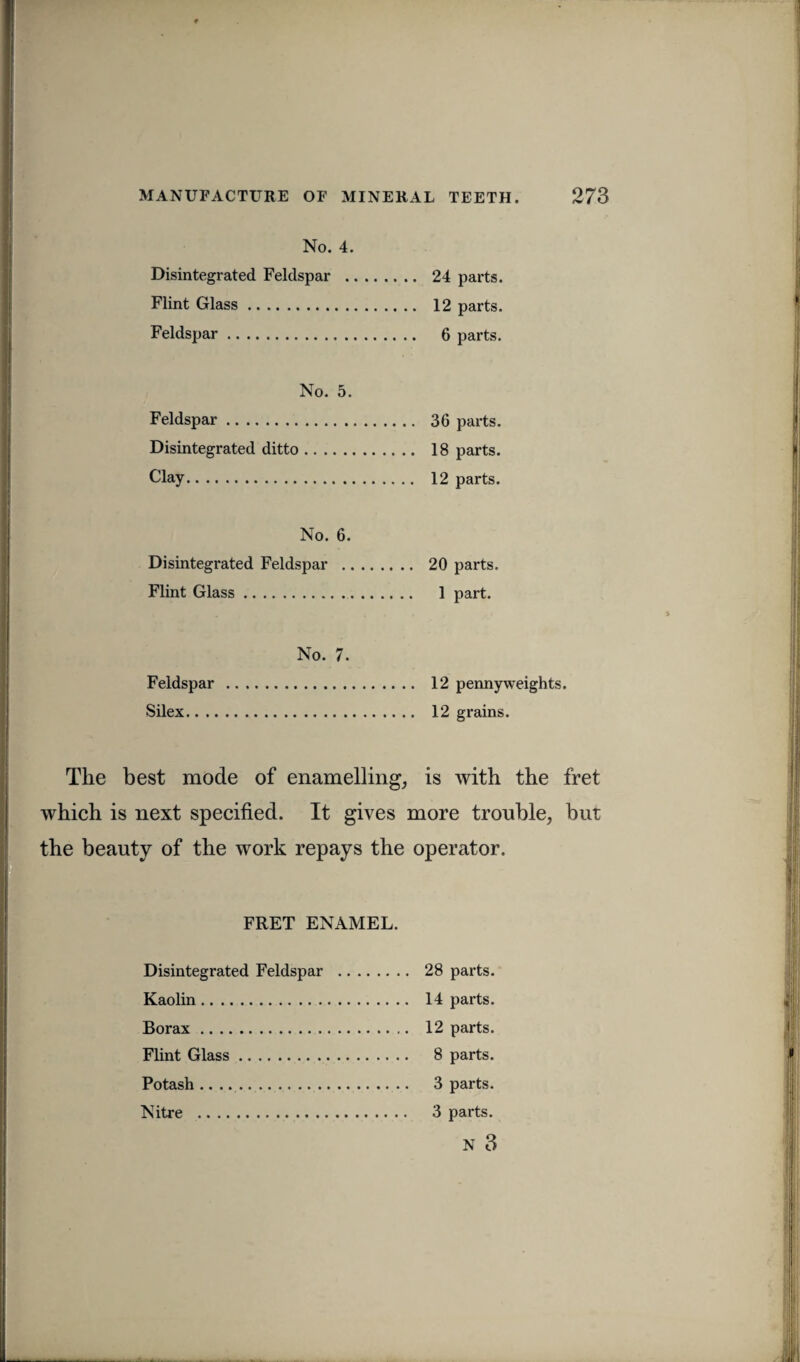 MANUFACTURE OF MINERAL TEETH. 273
No. 4.
Disintegrated Feldspar ........ 24 parts.
Flint Glass .................... 12 parts.
Feldspar ...................... 6 parts.
No. 5.
Feldspar ...................... 36 parts.
Disintegrated ditto ............ 18 parts.
Clay.......................... 12 parts.
No. 6.
Disintegrated Feldspar ........ 20 parts.
Flint Glass .................... 1 part.
No. 7.
Feldspar ...................... 12 pennyweights.
Silex.......................... 12 grains.
The best mode of enamelling, is with the fret
which is next specified. It gives more trouble, but
the beauty of the work repays the operator.
FRET ENAMEL.
Disintegrated Feldspar ........ 28 parts.
Kaolin ........................ 14 parts.
Borax ........................ 12 parts.
Flint Glass .................... 8 parts.
Potash ........................ 3 parts.
Nitre ........................ 3 parts.
N 3